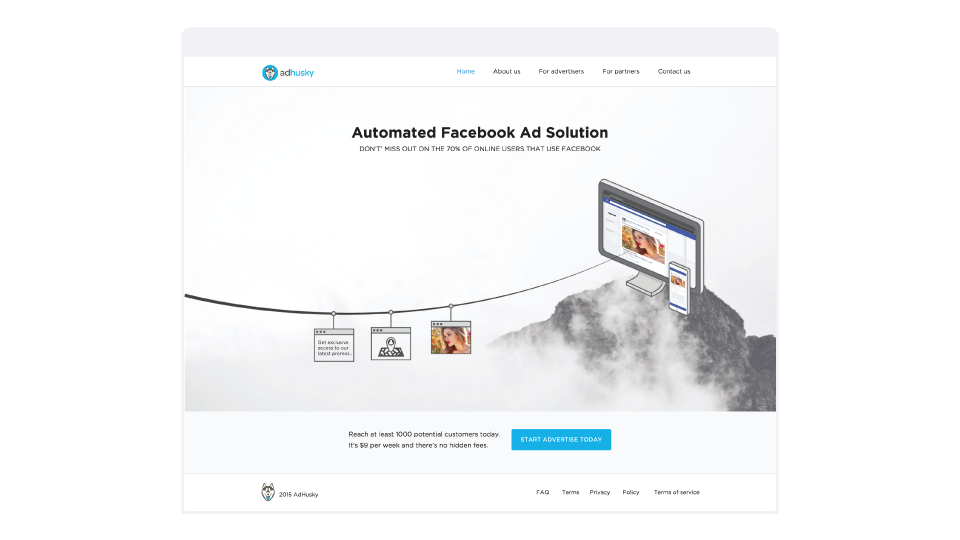 adhusky
Home About us For advertisers For partners Contact us
Automated Facebook Ad Solution
DON'T' MISS OUT ON THE 70% OF ONLINE USERS THAT USE FACEBOOK
Get exclusive
access to our
latest promos..
Reach at least 1000 potential customers today.
It's $9 per week and there's no hidden fees.
START ADVERTISE TODAY
2015 AdHusky
FAQ Terms Privacy Policy Terms of service